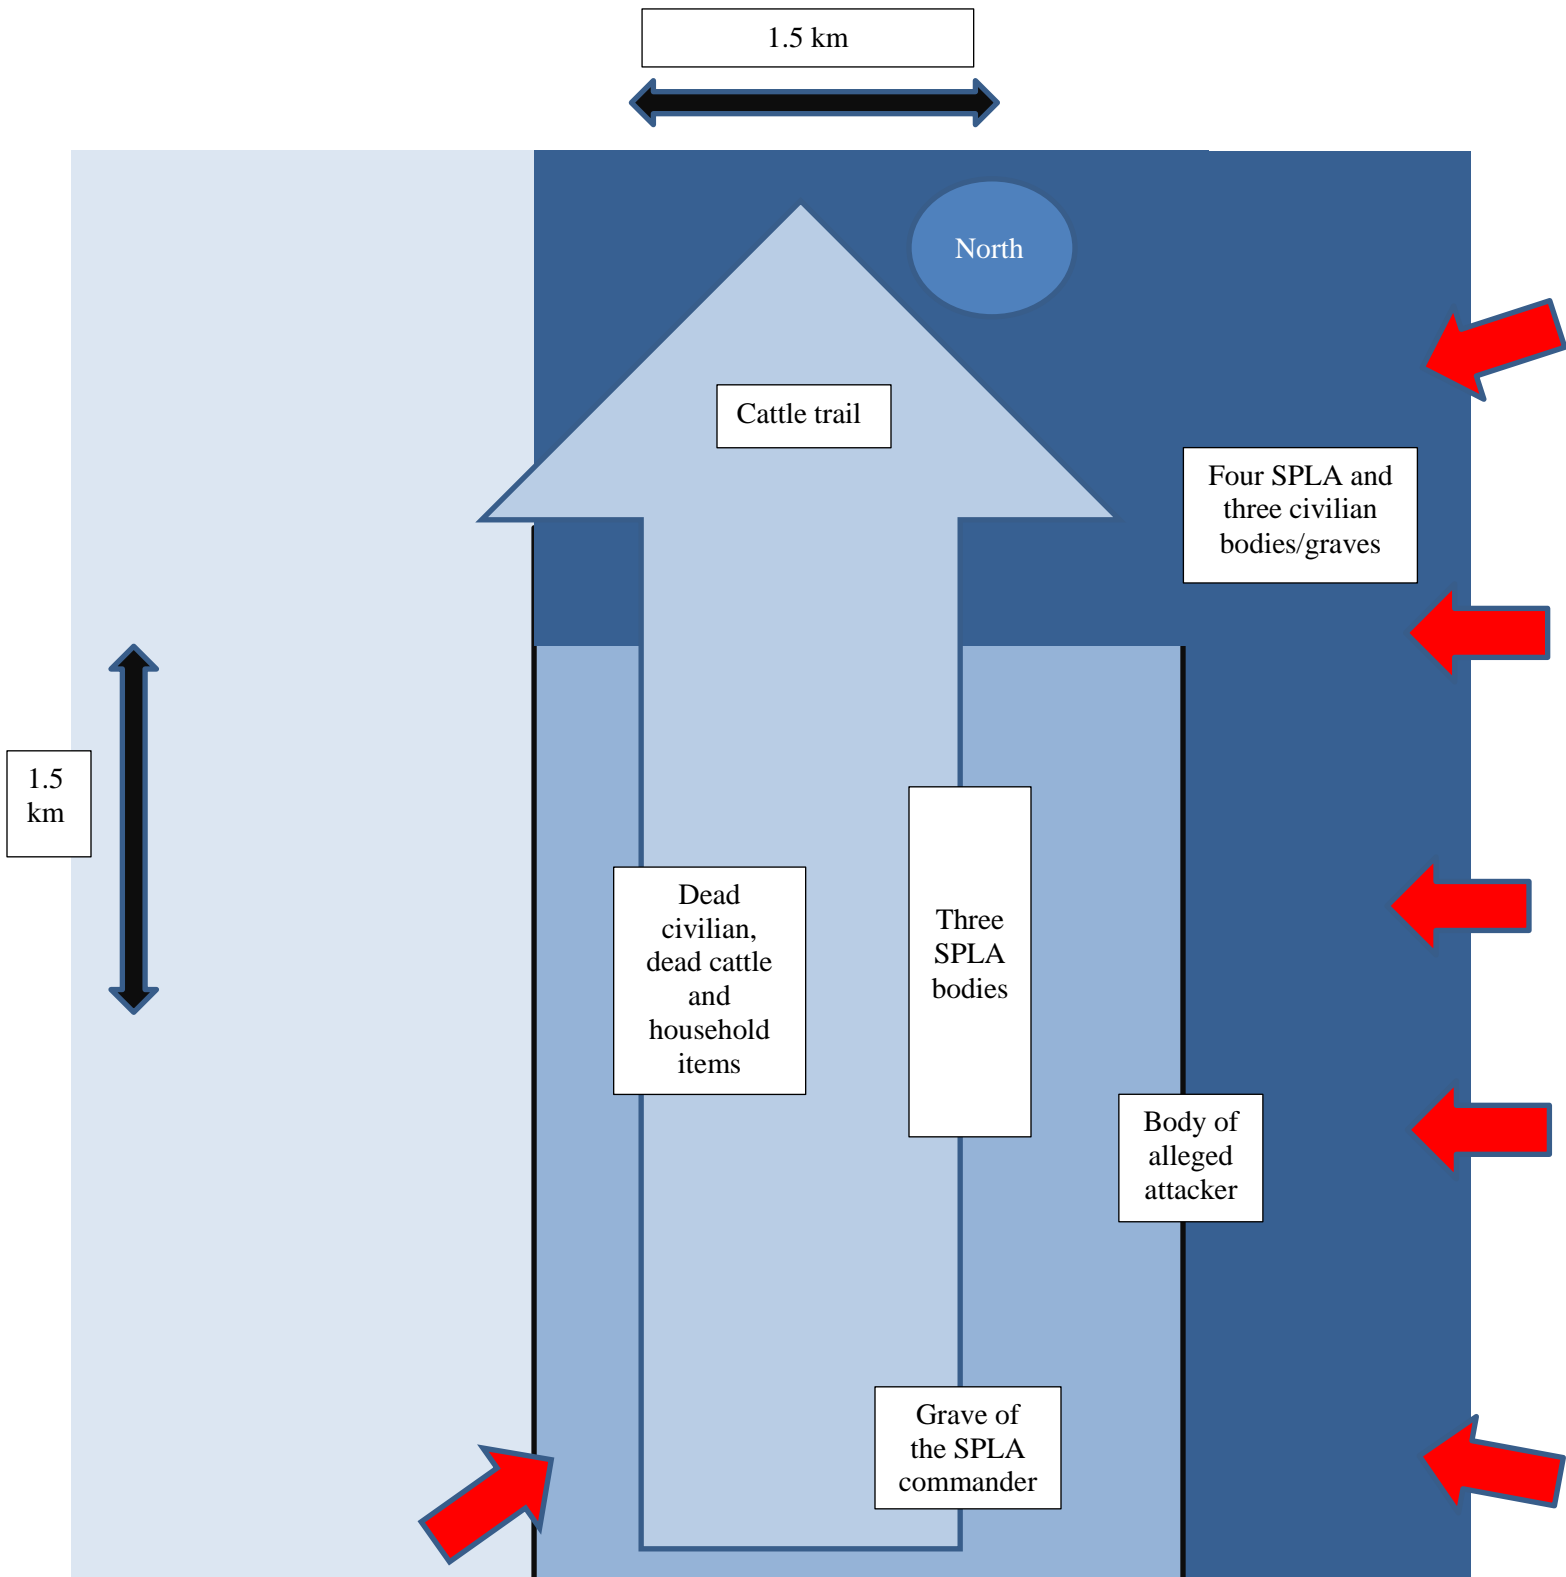 1.5 km
North
Cattle trail
Four SPLA and
three civilian
bodies/graves
1.5
km
Dead
civilian,
dead cattle
and
household
items
Three
SPLA
bodies
Body of
alleged
attacker
Grave of
the SPLA
commander